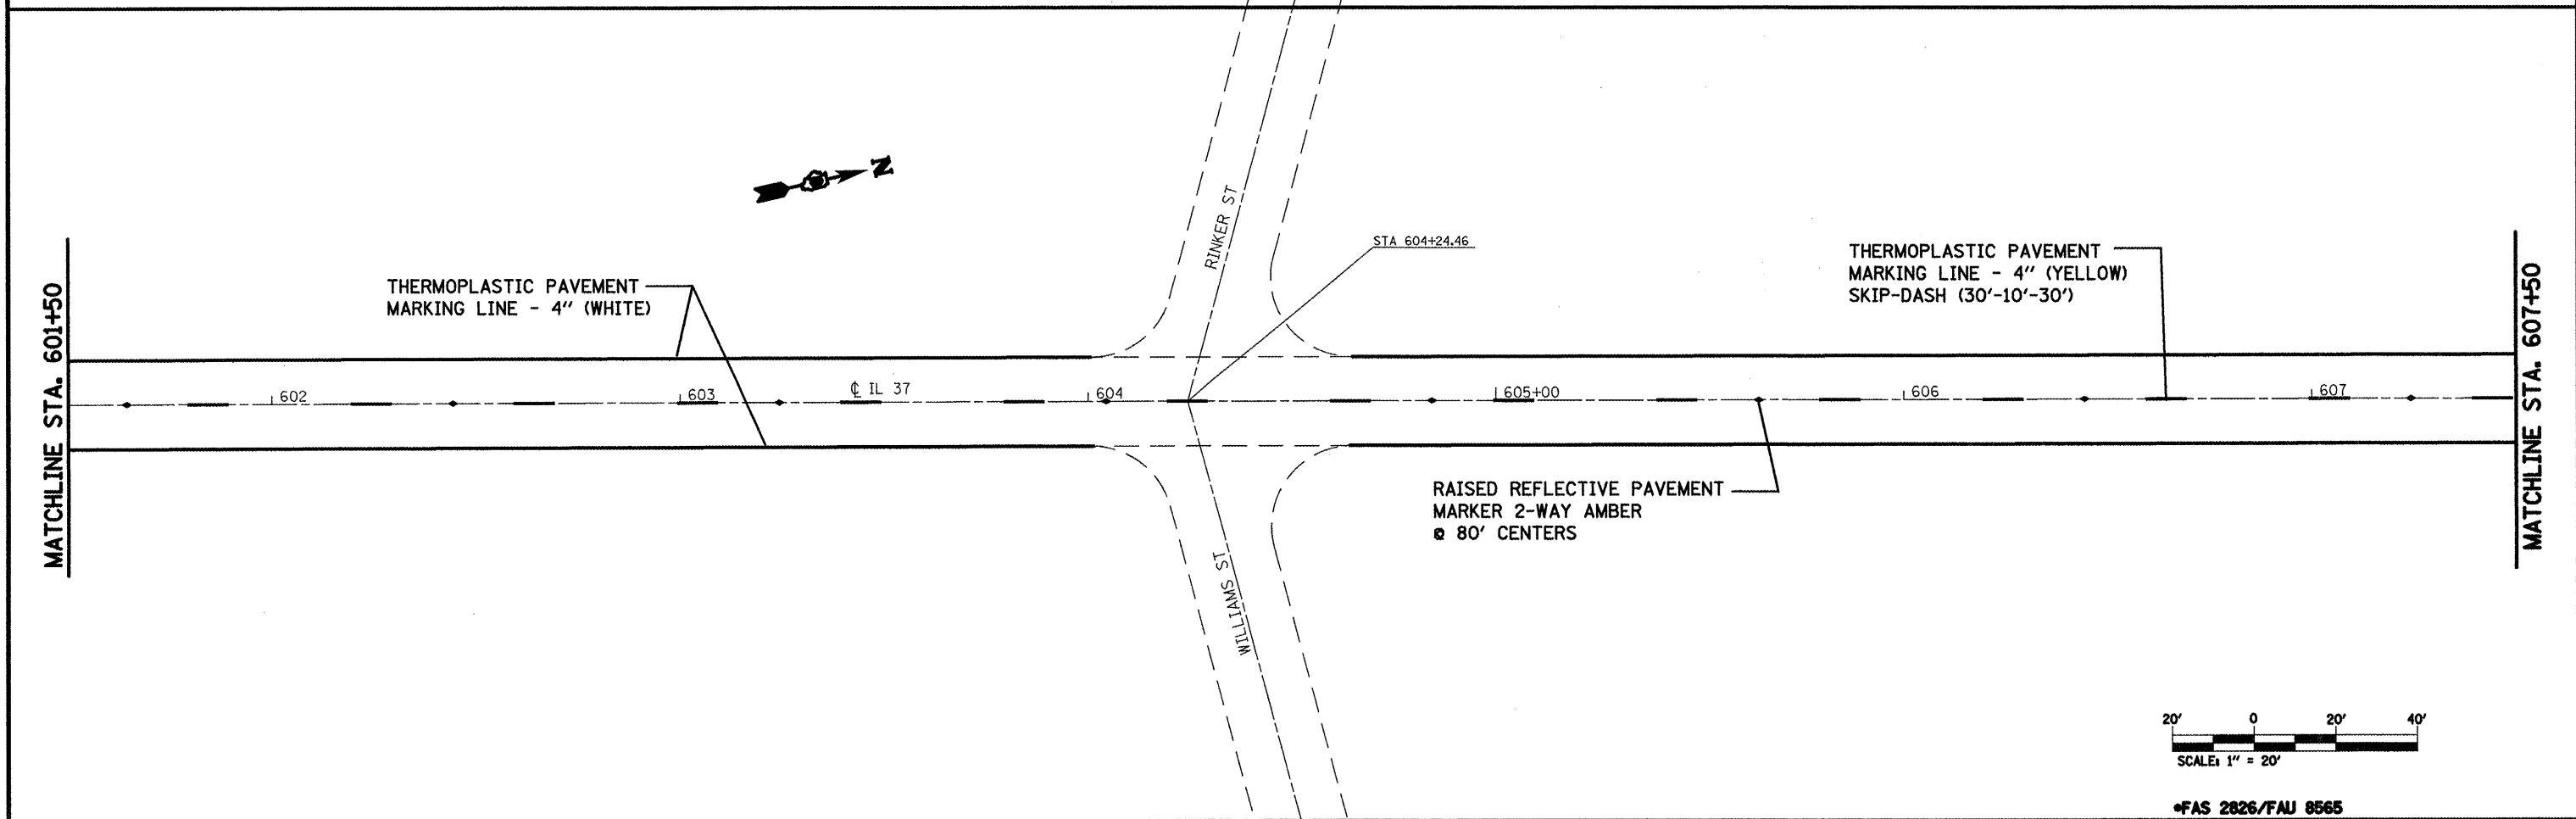 N
RINKER ST
STA 604+24.46
THERMOPLASTIC PAVEMENT
MARKING LINE - 4" (WHITE)
THERMOPLASTIC PAVEMENT
MARKING LINE - 4" (YELLOW)
SKIP-DASH (30'-10'-30')
MATCHLINE STA. 601+50
MATCHLINE STA. 607+50
602
603
℄ IL 37
604
605+00
606
607
RAISED REFLECTIVE PAVEMENT
MARKER 2-WAY AMBER
@ 80' CENTERS
WILLIAMS ST
20' 0 20' 40'
SCALE: 1" = 20'
*FAS 2826/FAU 8565